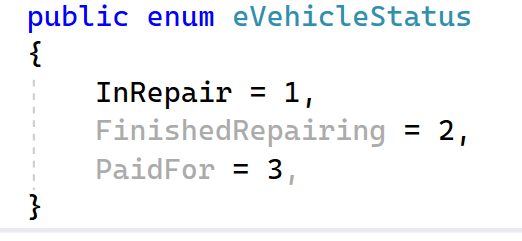 public enum eVehicleStatus
{
    InRepair = 1,
    FinishedRepairing = 2,
    PaidFor = 3,
}